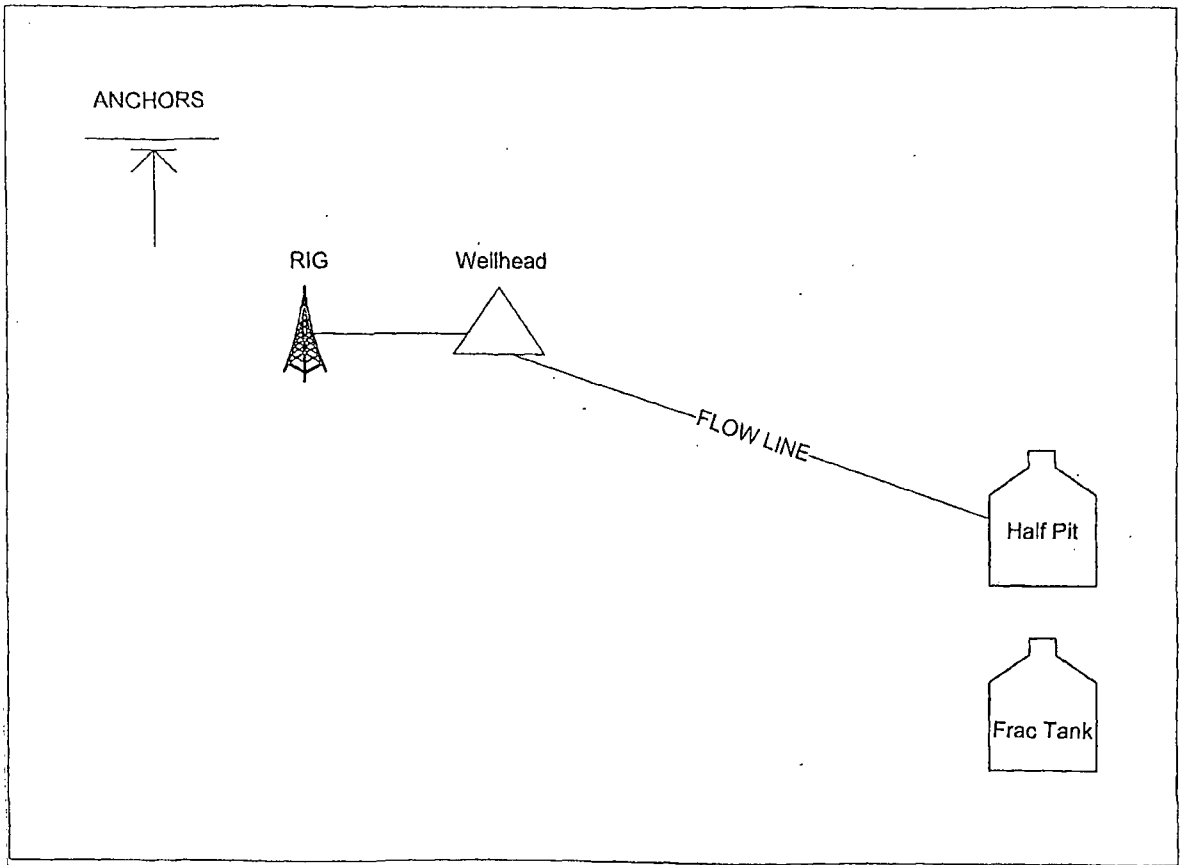 ANCHORS
RIG
Wellhead
FLOW LINE
Half Pit
Frac Tank